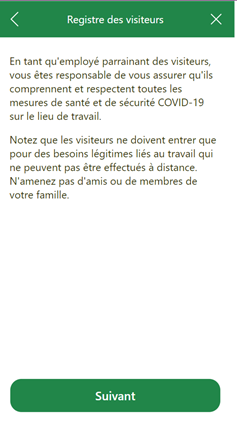 Registre des visiteurs
En tant qu'employé parrainant des visiteurs,
vous êtes responsable de vous assurer qu'ils
comprennent et respectent toutes les
mesures de santé et de sécurité COVID-19
sur le lieu de travail.
Notez que les visiteurs ne doivent entrer que
pour des besoins légitimes liés au travail qui
ne peuvent pas être effectués à distance.
N'amenez pas d'amis ou de membres de
votre famille.
Suivant